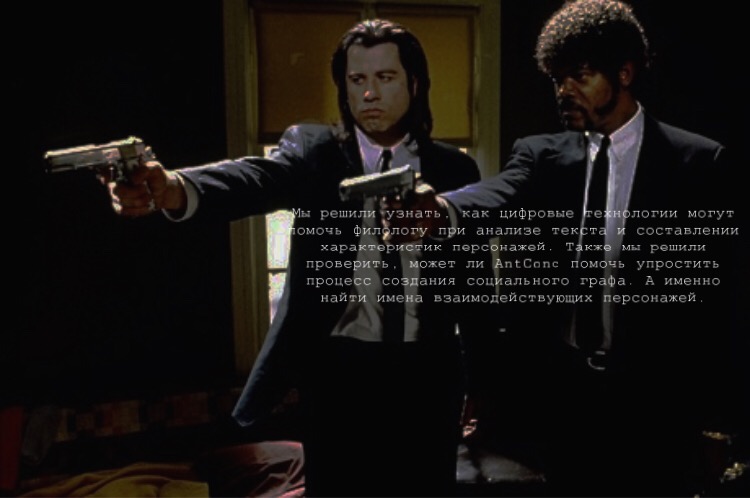 Мы решили узнать, как цифровые технологии могут
помочь филологу при анализе текста и составлении
характеристик персонажей. Также мы решили
проверить, может ли AntConc помочь упростить
процесс создания социального графа. А именно
найти имена взаимодействующих персонажей.